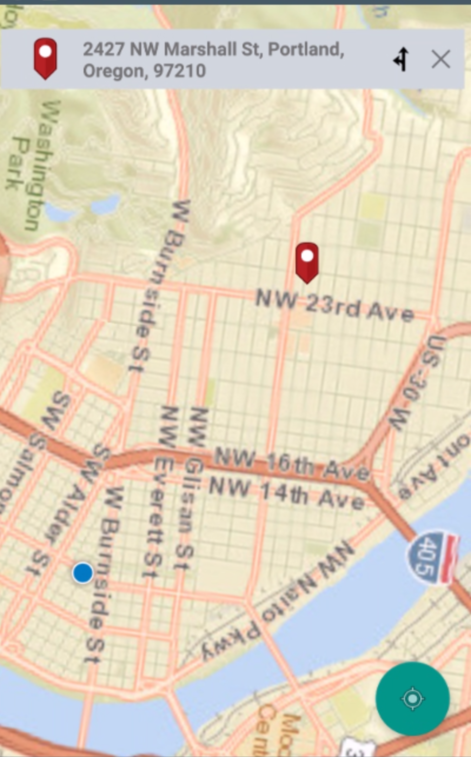 2427 NW Marshall St, Portland,
Oregon, 97210
Washington
Park
W Burnside St
NW 23rd Ave
US-30 W
SW
Salmon
St
SW Alder St
NW Everett St
NW Glisan St
NW 16th Ave
NW 14th Ave
ont Ave
W Burnside St
405
NW Naito Pkwy